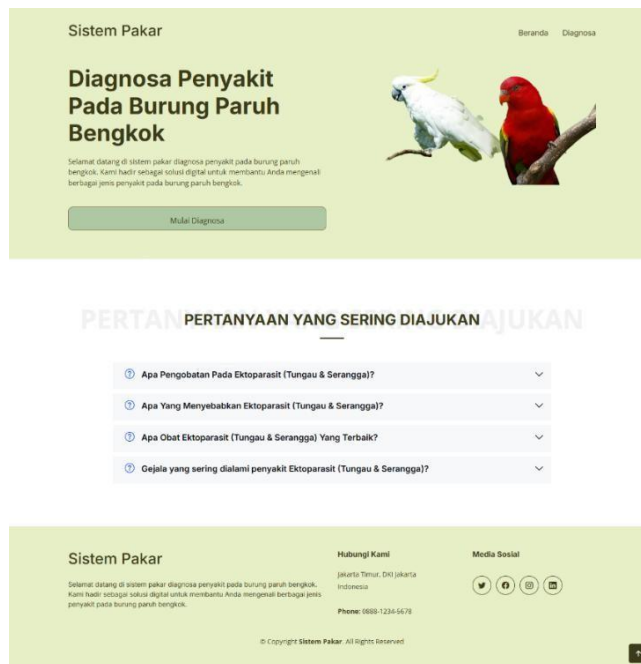 Sistem Pakar
Beranda Diagnosa
Diagnosa Penyakit
Pada Burung Paruh
Bengkok
Selamat datang di sistem pakar diagnosa penyakit pada burung paruh
bengkok. Kami hadir sebagai solusi digital untuk membantu Anda mengenali
berbagai jenis penyakit pada burung paruh bengkok.
Mulai Diagnosa
PERTANYAAN YANG SERING DIAJUKAN
PERTANYAAN YANG SERING DIAJUKAN
Apa Pengobatan Pada Ektoparasit (Tungau & Serangga)?
Apa Yang Menyebabkan Ektoparasit (Tungau & Serangga)?
Apa Obat Ektoparasit (Tungau & Serangga) Yang Terbaik?
Gejala yang sering dialami penyakit Ektoparasit (Tungau & Serangga)?
Sistem Pakar
Selamat datang di sistem pakar diagnosa penyakit pada burung paruh bengkok.
Kami hadir sebagai solusi digital untuk membantu Anda mengenali berbagai jenis
penyakit pada burung paruh bengkok.
Hubungi Kami
Jakarta Timur, DKI Jakarta
Indonesia
Phone: 0888-1234-5678
Media Sosial
© Copyright Sistem Pakar. All Rights Reserved